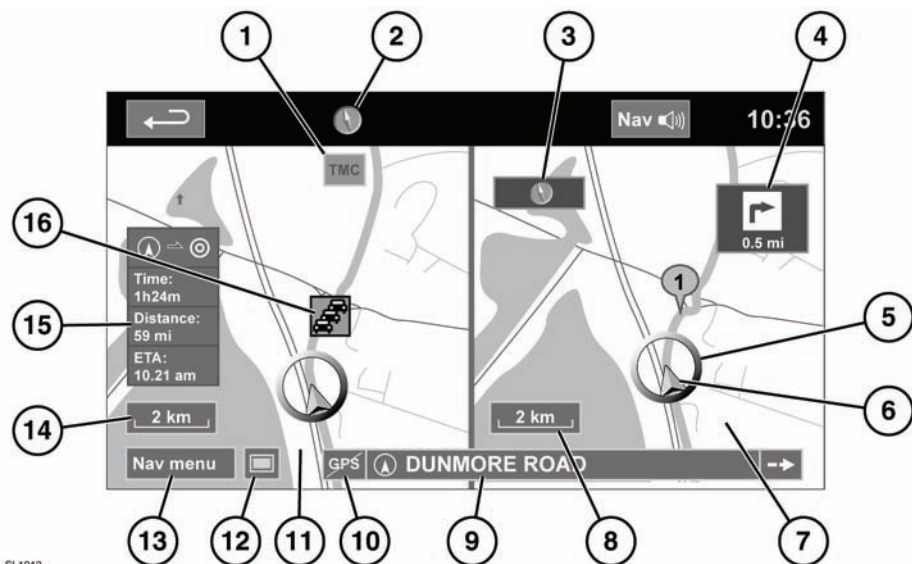 1
2
3
4
Nav
10:36
TMC
16
0.5 mi
1
Time:
1h24m
15
Distance:
59 mi
5
ETA:
10.21 am
6
14
2 km
2 km
Nav menu
GPS
DUNMORE ROAD
13
12
11
10
9
8
7